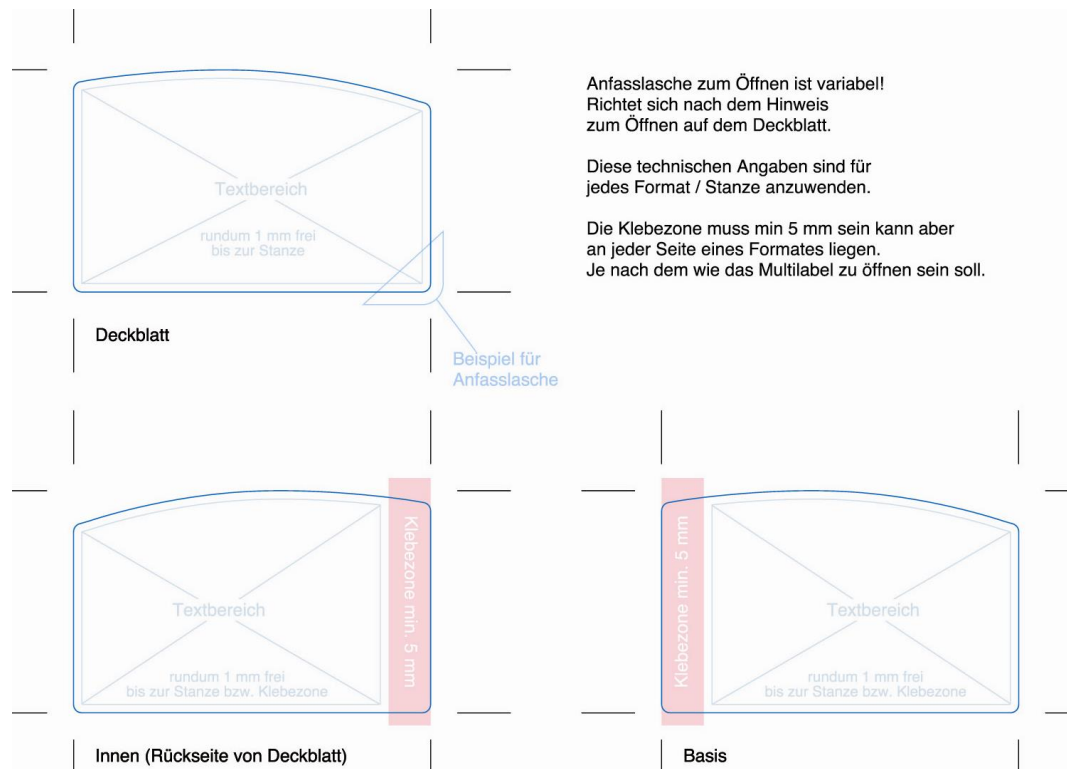 Anfasslasche zum Öffnen ist variabel!
Richtet sich nach dem Hinweis
zum Öffnen auf dem Deckblatt.
Diese technischen Angaben sind für
jedes Format / Stanze anzuwenden.
Die Klebezone muss min 5 mm sein kann aber
an jeder Seite eines Formates liegen.
Je nach dem wie das Multilabel zu öffnen sein soll.
Textbereich
rundum 1 mm frei
bis zur Stanze
Deckblatt
Beispiel für
Anfasslasche
Textbereich
rundum 1 mm frei
bis zur Stanze bzw. Klebezone
Klebezone min. 5 mm
Innen (Rückseite von Deckblatt)
Klebezone min. 5 mm
Textbereich
rundum 1 mm frei
bis zur Stanze bzw. Klebezone
Basis